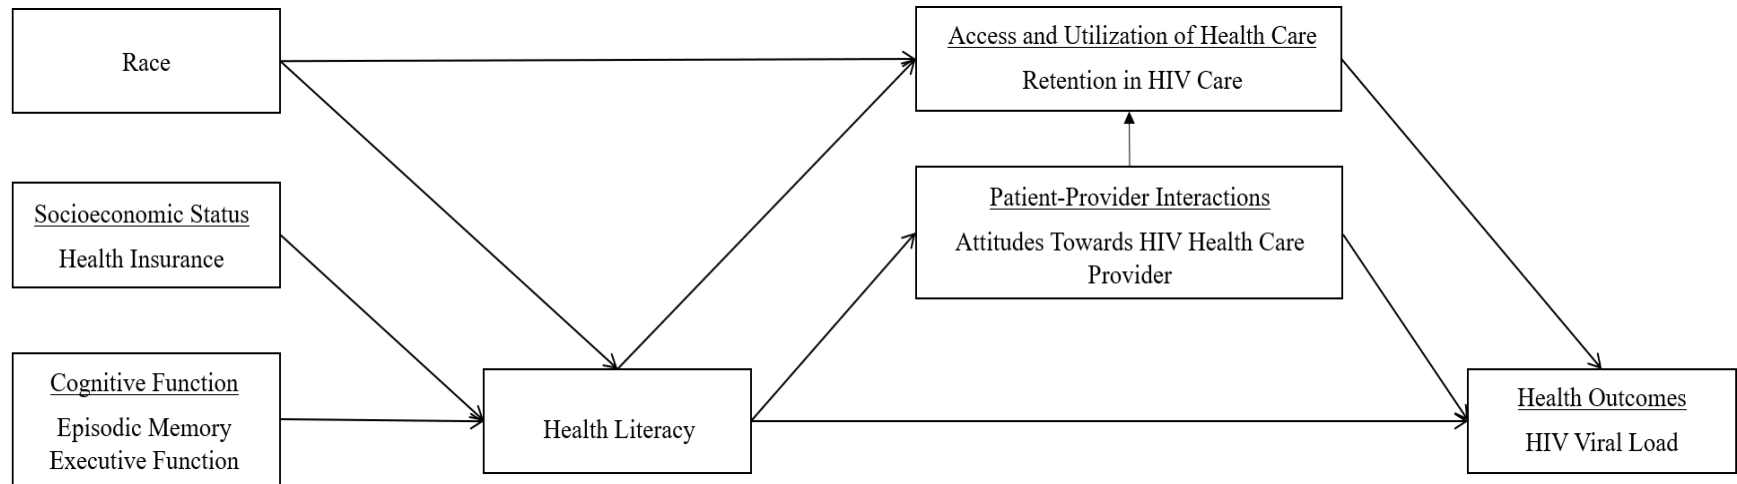 Race
Socioeconomic Status
Health Insurance
Cognitive Function
Episodic Memory
Executive Function
Health Literacy
Access and Utilization of Health Care
Retention in HIV Care
Patient-Provider Interactions
Attitudes Towards HIV Health Care
Provider
Health Outcomes
HIV Viral Load